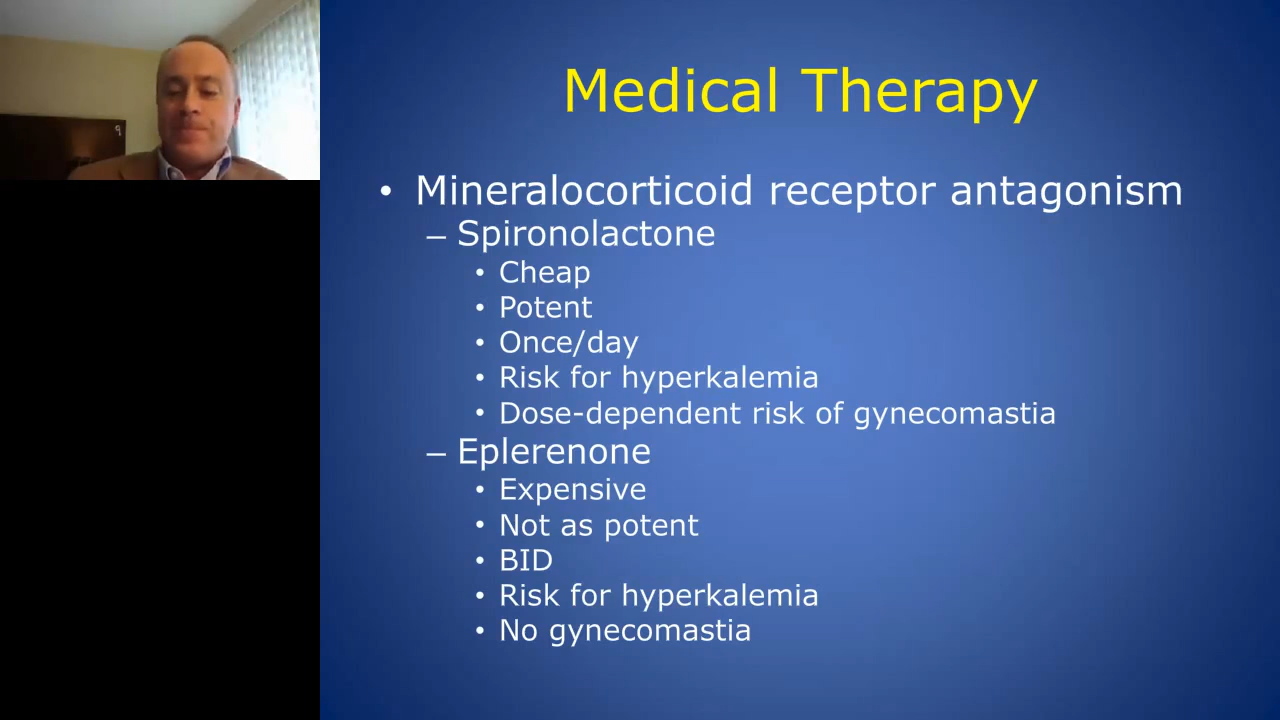 Medical Therapy
• Mineralocorticoid receptor antagonism
– Spironolactone
• Cheap
• Potent
• Once/day
• Risk for hyperkalemia
• Dose-dependent risk of gynecomastia
– Eplerenone
• Expensive
• Not as potent
• BID
• Risk for hyperkalemia
• No gynecomastia